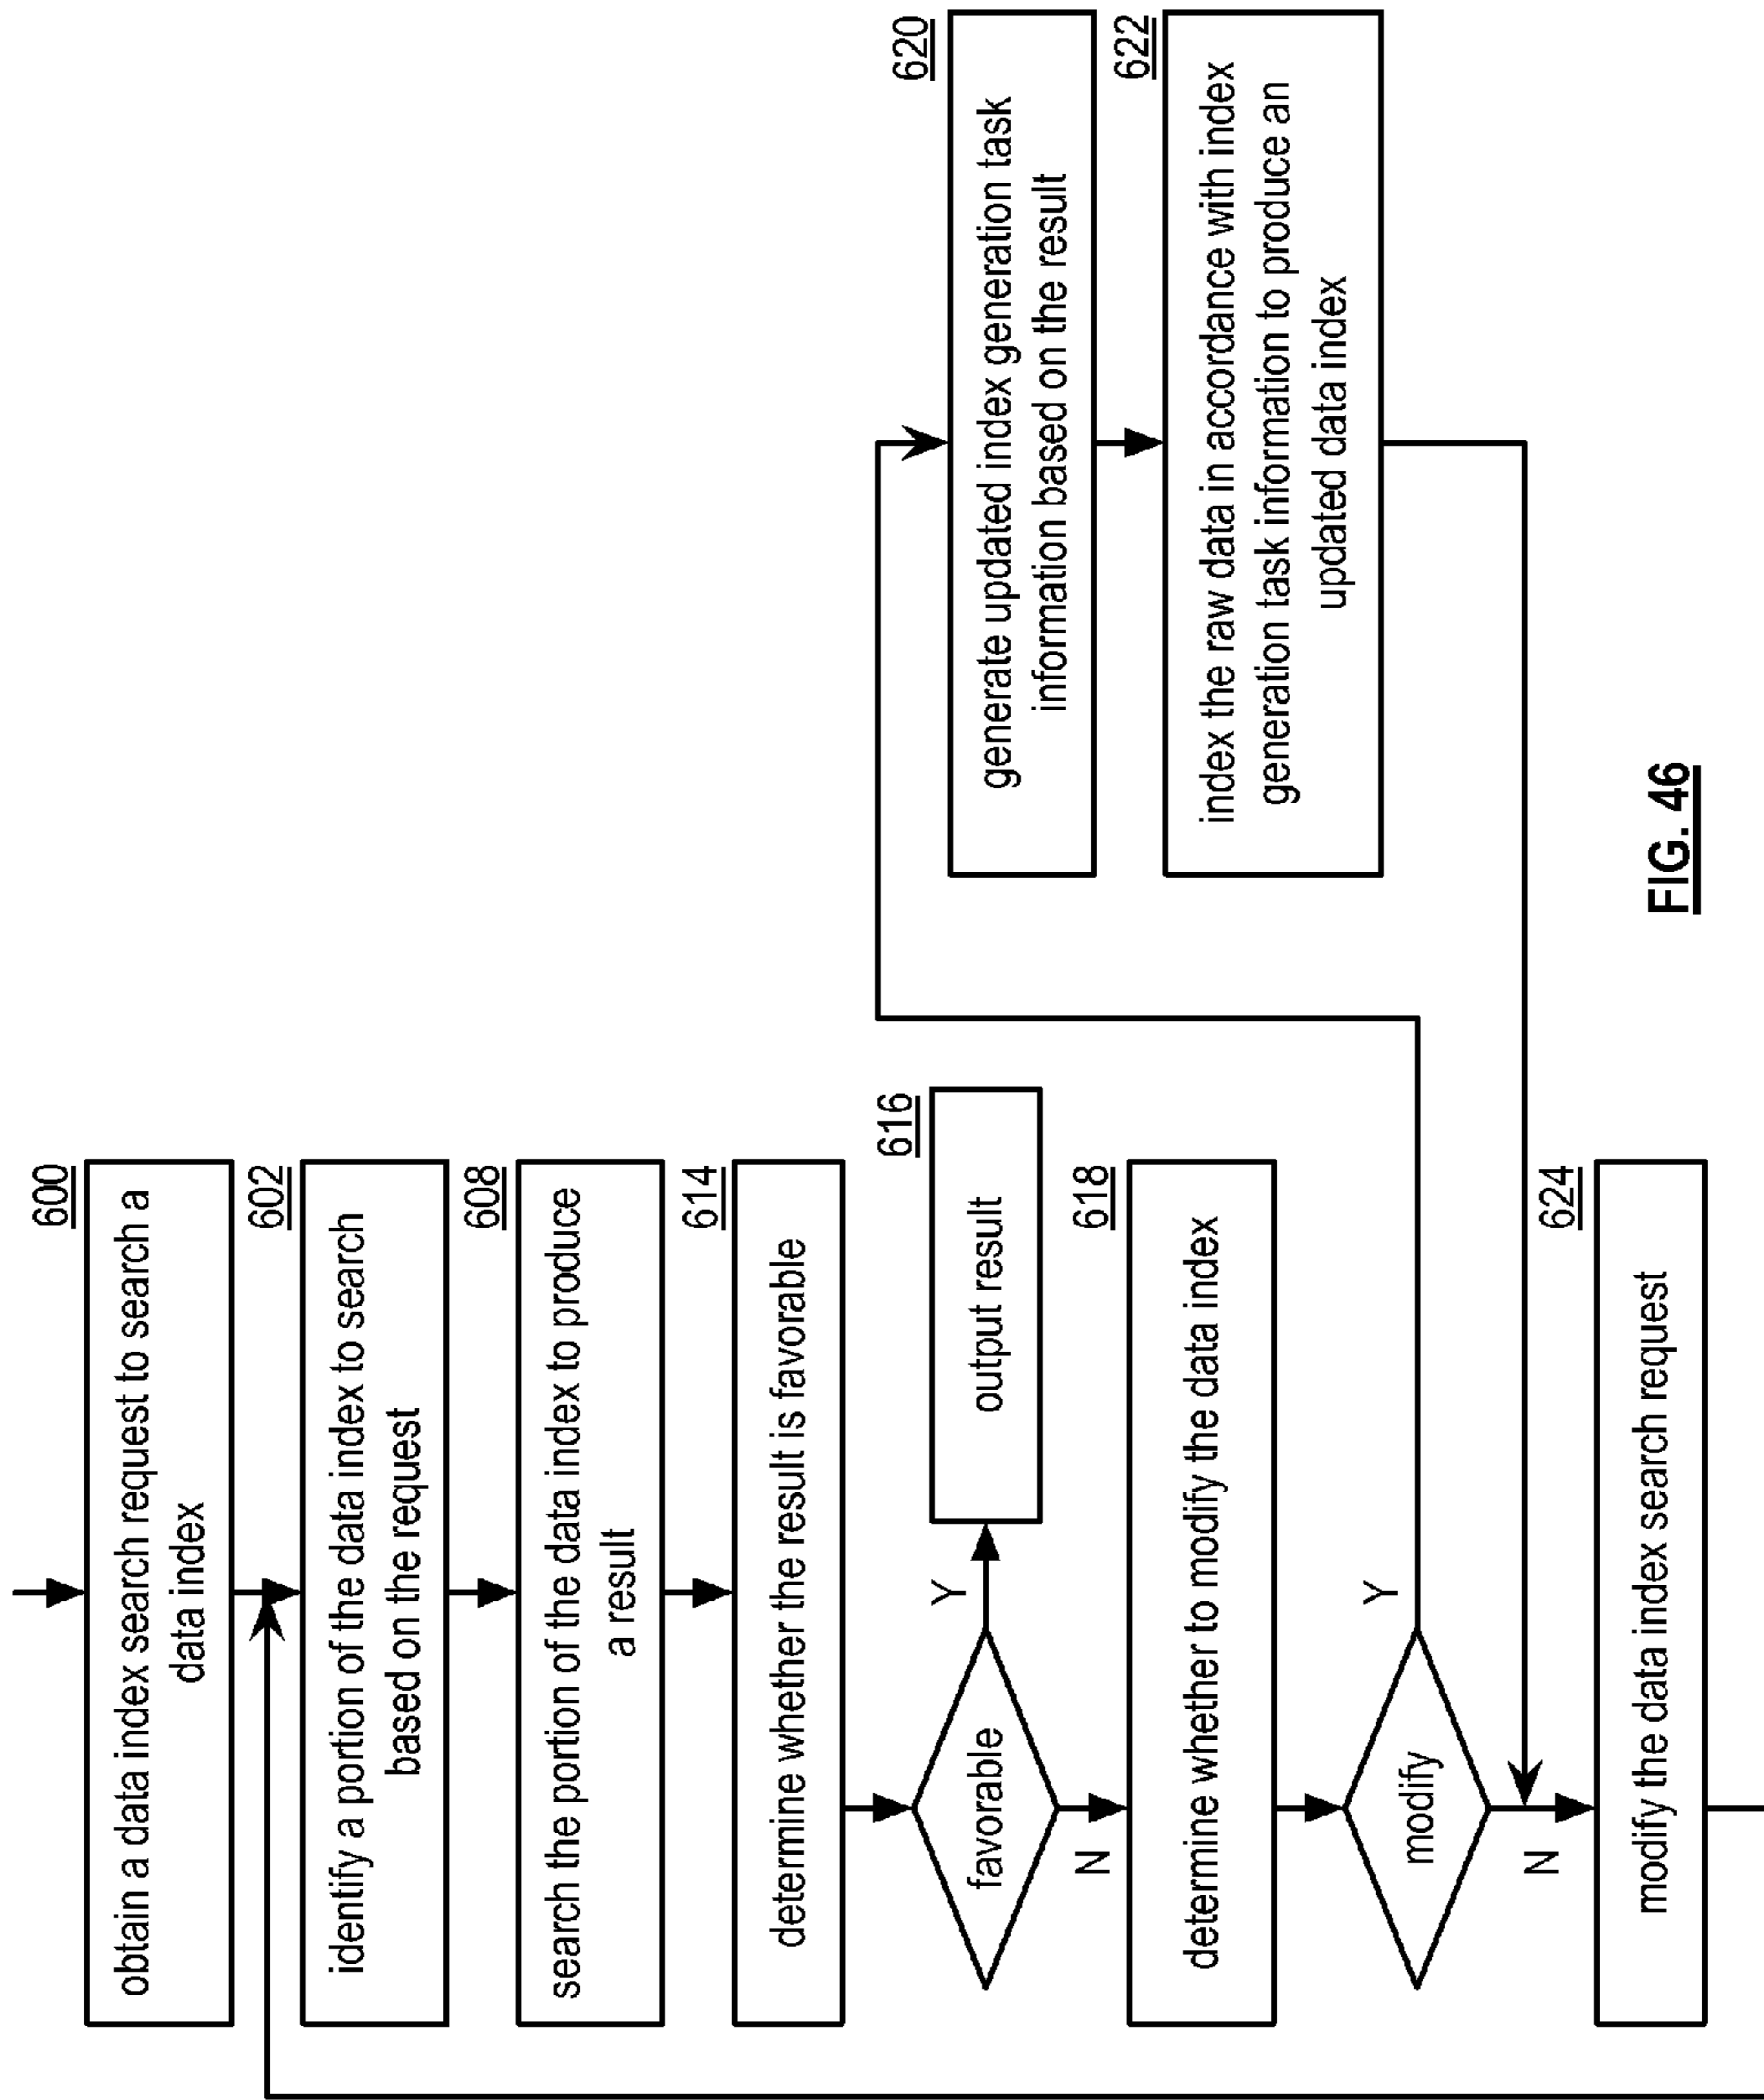 600
obtain a data index search request to search a
data index
602
identify a portion of the data index to search
based on the request
608
search the portion of the data index to produce
a result
614
determine whether the result is favorable
favorable
Y
616
output result
N
618
determine whether to modify the data index
modify
Y
N
620
generate updated index generation task
information based on the result
622
index the raw data in accordance with index
generation task information to produce an
updated data index
624
modify the data index search request
FIG. 46